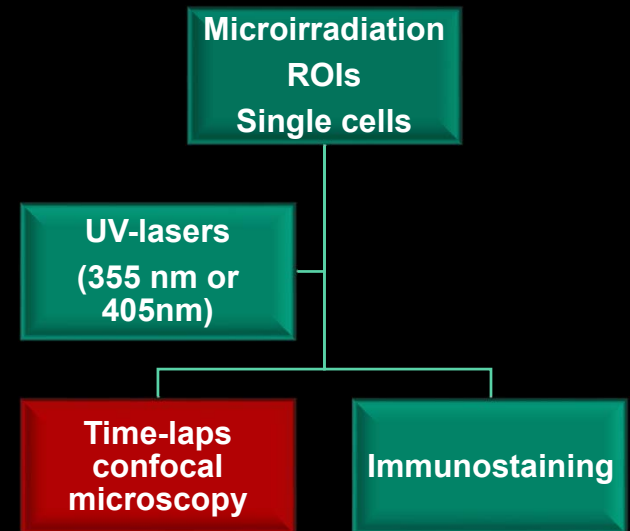 Microirradiation
ROIs
Single cells
UV-lasers
(355 nm or
405nm)
Time-laps
confocal
microscopy
Immunostaining